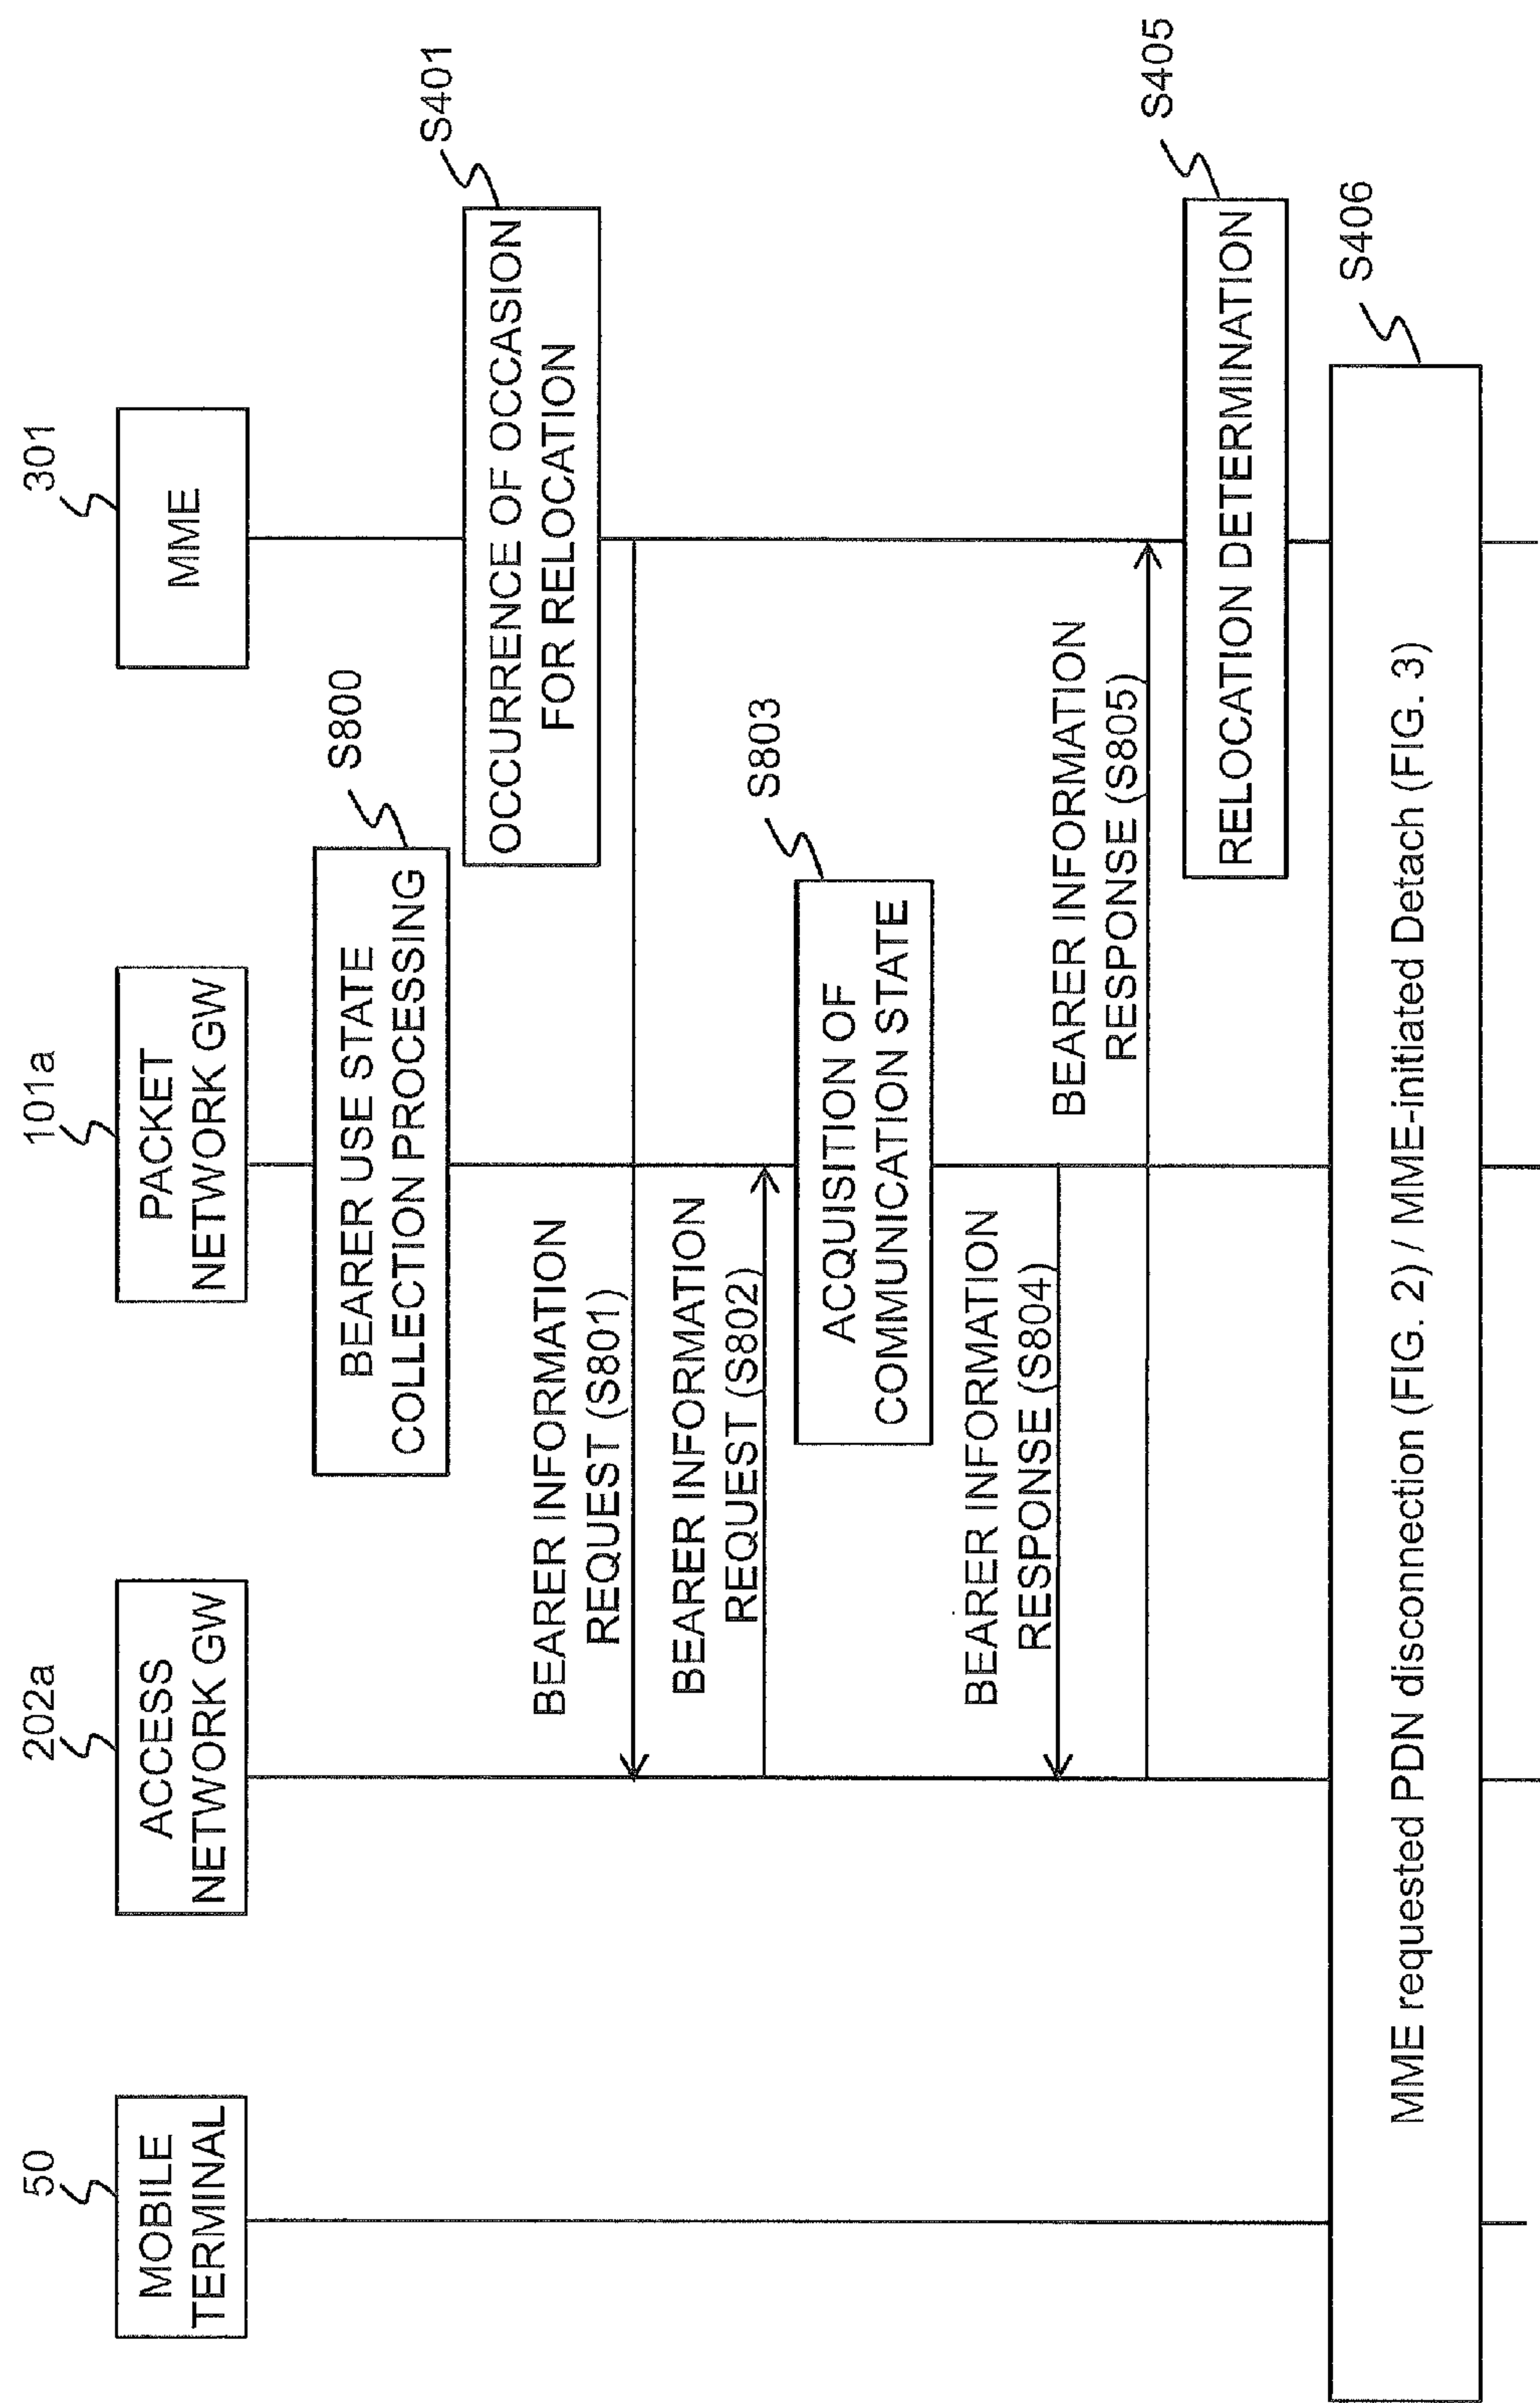 50
MOBILE
TERMINAL
202a
ACCESS
NETWORK GW
101a
PACKET
NETWORK GW
301
MME
BEARER USE STATE
COLLECTION PROCESSING
S800
OCCURRENCE OF OCCASION
FOR RELOCATION
S401
BEARER INFORMATION
REQUEST (S801)
BEARER INFORMATION
REQUEST (S802)
ACQUISITION OF
COMMUNICATION STATE
S803
BEARER INFORMATION
RESPONSE (S804)
BEARER INFORMATION
RESPONSE (S805)
RELOCATION DETERMINATION
S405
MME requested PDN disconnection (FIG. 2) / MME-initiated Detach (FIG. 3)
S406